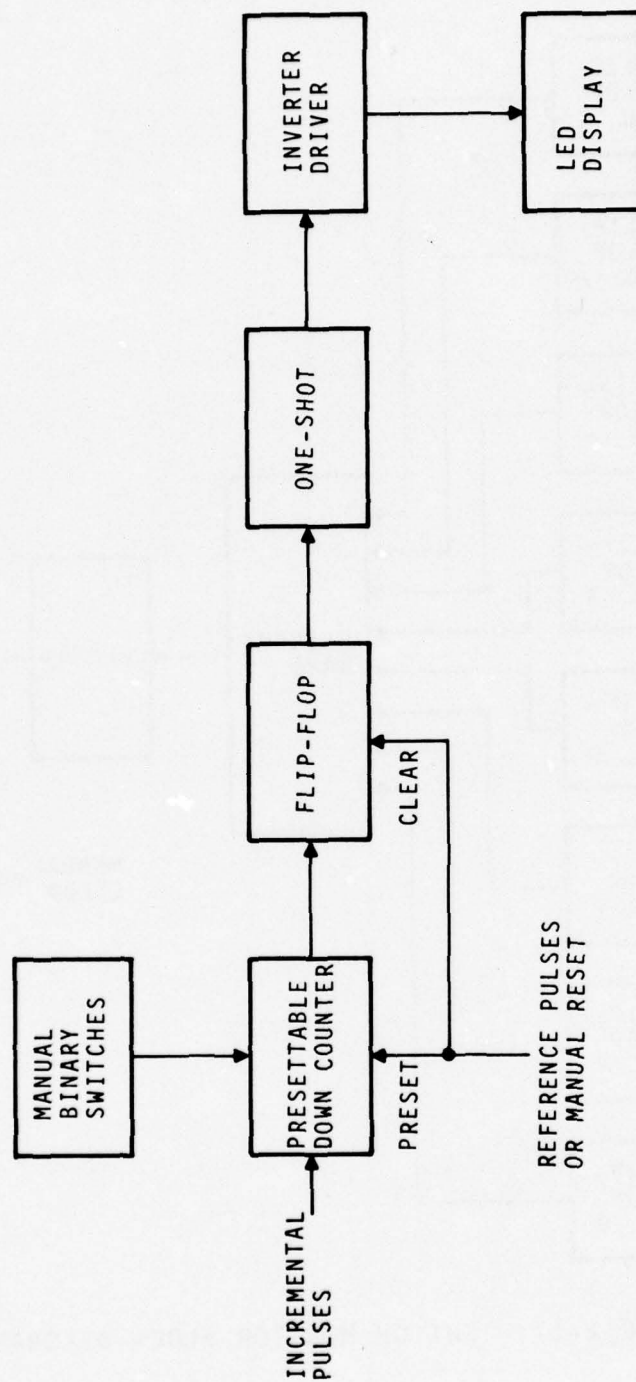 MANUAL
BINARY
SWITCHES
INCREMENTAL
PULSES
PRESETTABLE
DOWN COUNTER
FLIP-FLOP
ONE-SHOT
INVERTER
DRIVER
PRESET
CLEAR
REFERENCE PULSES
OR MANUAL RESET
LED
DISPLAY